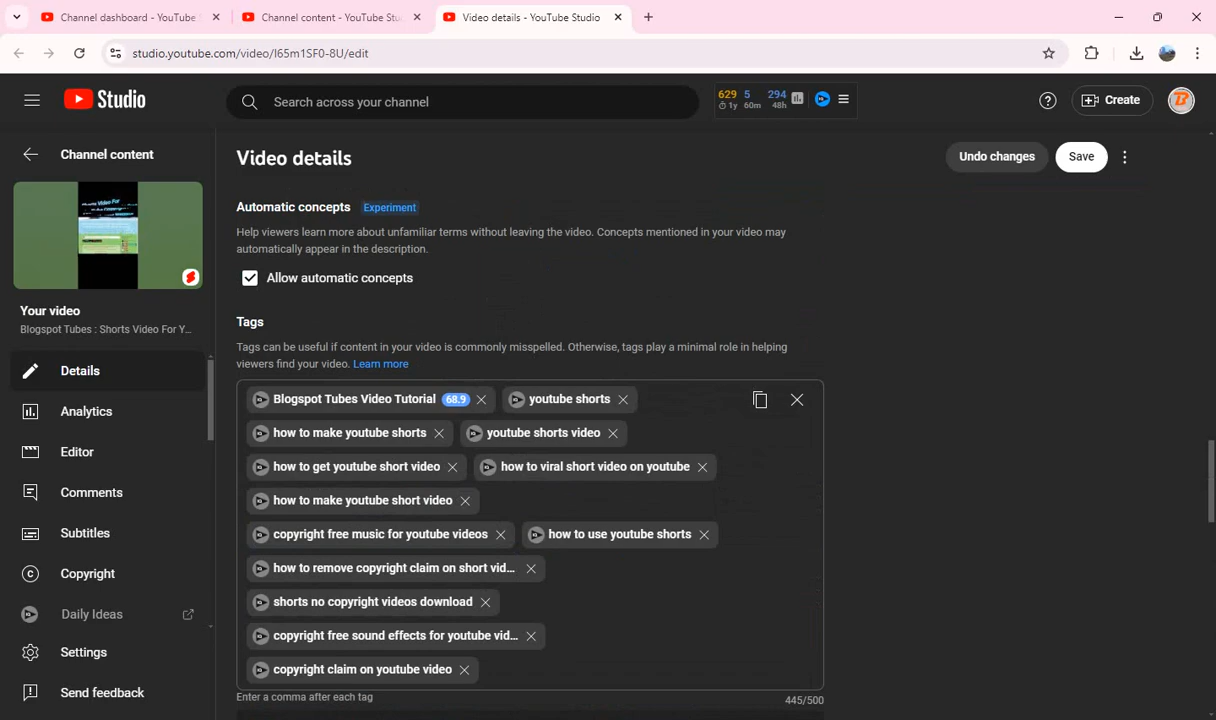 Channel dashboard - YouTube
Channel content - YouTube Stu
Video details - YouTube Studio
studio.youtube.com/video/I65m1SF0-8U/edit
Studio
Search across your channel
629 5 294
1y 60m 48h
Create
Channel content
Your video
Blogspot Tubes : Shorts Video For Y...
Details
Analytics
Editor
Comments
Subtitles
Copyright
Daily Ideas
Settings
Send feedback
Video details
Undo changes
Save
Automatic concepts Experiment
Help viewers learn more about unfamiliar terms without leaving the video. Concepts mentioned in your video may
automatically appear in the description.
Allow automatic concepts
Tags
Tags can be useful if content in your video is commonly misspelled. Otherwise, tags play a minimal role in helping
viewers find your video. Learn more
Blogspot Tubes Video Tutorial 68.9 youtube shorts
how to make youtube shorts youtube shorts video
how to get youtube short video how to viral short video on youtube
how to make youtube short video
copyright free music for youtube videos how to use youtube shorts
how to remove copyright claim on short vid...
shorts no copyright videos download
copyright free sound effects for youtube vid...
copyright claim on youtube video
Enter a comma after each tag
445/500